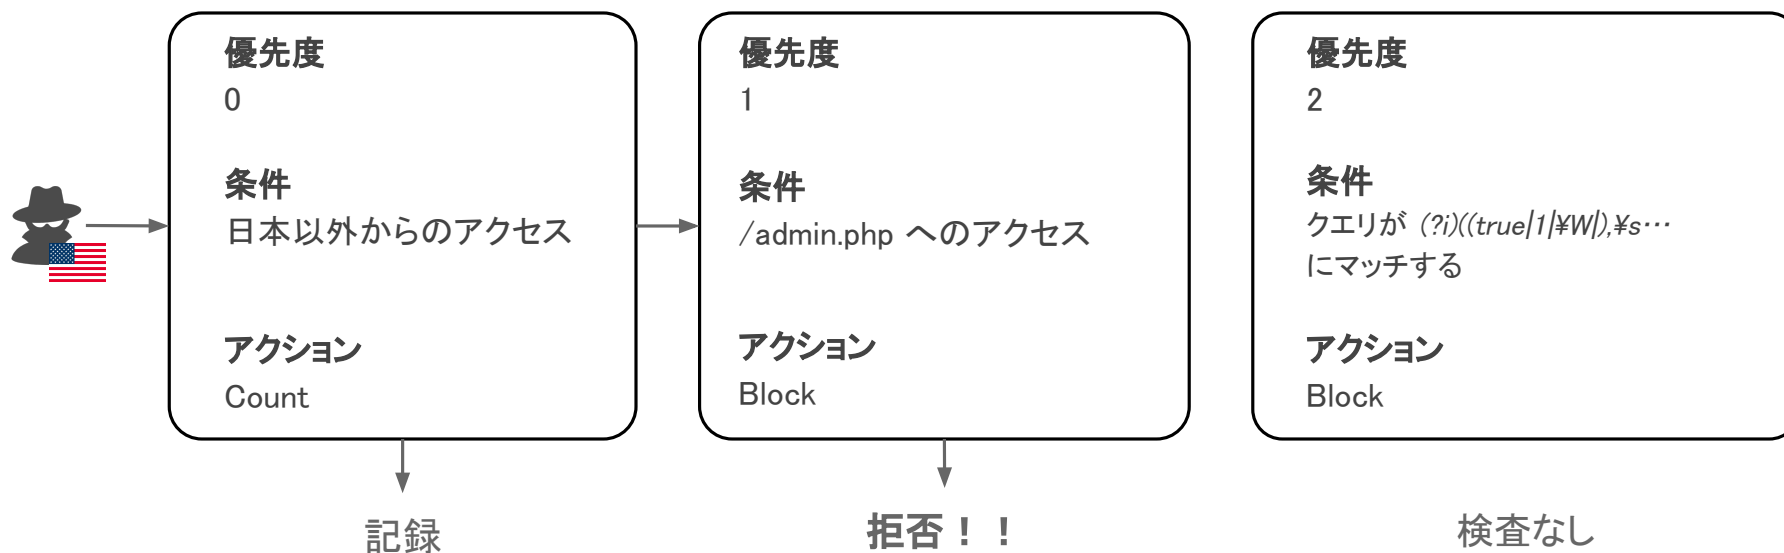 優先度
0
条件
日本以外からのアクセス
アクション
Count
記録
優先度
1
条件
/admin.php へのアクセス
アクション
Block
拒否！！
優先度
2
条件
クエリが (?i)((true|1|¥W|),¥s…
にマッチする
アクション
Block
検査なし